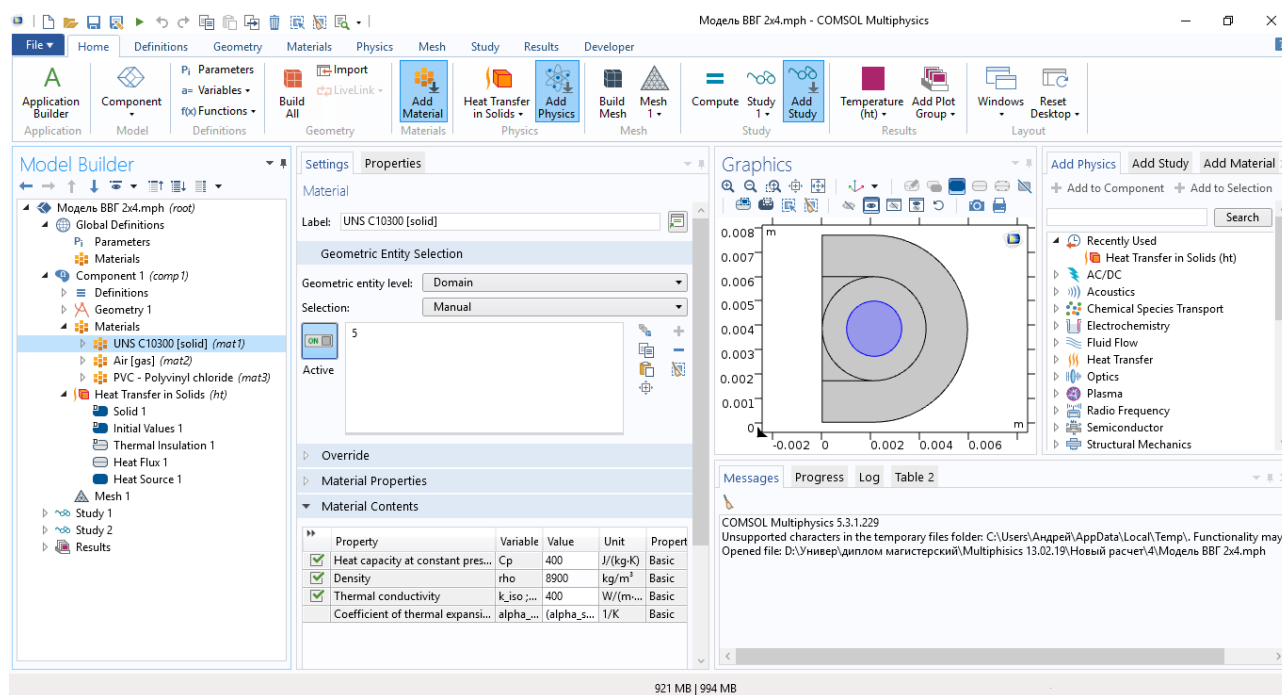 Модель ВВГ 2x4.mph - COMSOL Multiphysics
File Home Definitions Geometry Materials Physics Mesh Study Results Developer
Application Builder
Application
Component
Model
Pi Parameters
a= Variables
f(x) Functions
Definitions
Build All
Import
LiveLink
Geometry
Add Material
Materials
Heat Transfer in Solids
Add Physics
Physics
Build Mesh
Mesh 1
Mesh
Compute
Study 1
Add Study
Study
Temperature (ht)
Add Plot Group
Results
Windows
Reset Desktop
Layout
Model Builder
Модель ВВГ 2x4.mph (root)
Global Definitions
Pi Parameters
Materials
Component 1 (comp1)
Definitions
Geometry 1
Materials
UNS C10300 [solid] (mat1)
Air [gas] (mat2)
PVC - Polyvinyl chloride (mat3)
Heat Transfer in Solids (ht)
Solid 1
Initial Values 1
Thermal Insulation 1
Heat Flux 1
Heat Source 1
Mesh 1
Study 1
Study 2
Results
Settings Properties
Material
Label: UNS C10300 [solid]
Geometric Entity Selection
Geometric entity level: Domain
Selection: Manual
ON
Active
5
Override
Material Properties
Material Contents
Property Variable Value Unit Propert
Heat capacity at constant pres... Cp 400 J/(kg·K) Basic
Density rho 8900 kg/m³ Basic
Thermal conductivity k_iso ;... 400 W/(m·... Basic
Coefficient of thermal expansi... alpha_... (alpha_s... 1/K Basic
Graphics
0.008 m
0.007
0.006
0.005
0.004
0.003
0.002
0.001
0
m
-0.002 0 0.002 0.004 0.006
Messages Progress Log Table 2
COMSOL Multiphysics 5.3.1.229
Unsupported characters in the temporary files folder: C:\Users\Андрей\AppData\Local\Temp\. Functionality may
Opened file: D:\Универ\диплом магистерский\Multiphisics 13.02.19\Новый расчет\4\Модель ВВГ 2x4.mph
Add Physics Add Study Add Material
+ Add to Component + Add to Selection
Search
Recently Used
Heat Transfer in Solids (ht)
AC/DC
Acoustics
Chemical Species Transport
Electrochemistry
Fluid Flow
Heat Transfer
Optics
Plasma
Radio Frequency
Semiconductor
Structural Mechanics
921 MB | 994 MB